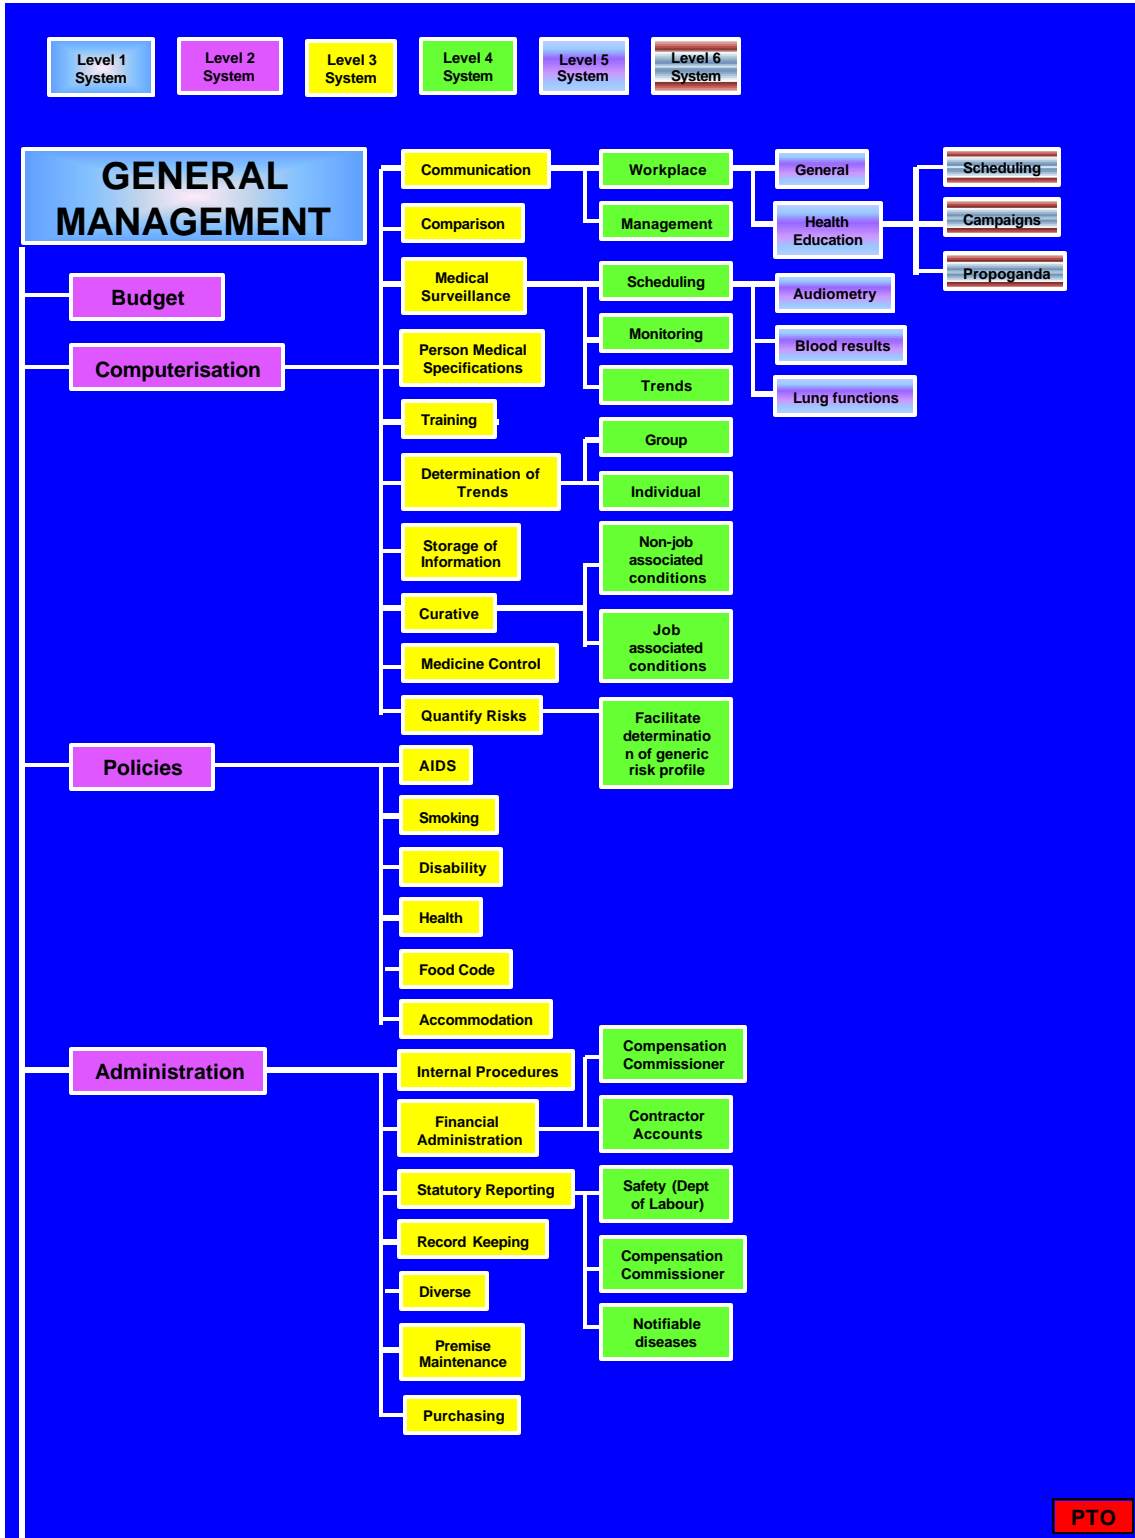 Level 1
System
Level 2
System
Level 3
System
Level 4
System
Level 5
System
Level 6
System
GENERAL
MANAGEMENT
Budget
Computerisation
Communication
Workplace
General
Health
Education
Scheduling
Campaigns
Propoganda
Management
Comparison
Medical
Surveillance
Scheduling
Audiometry
Blood results
Lung functions
Monitoring
Trends
Person Medical
Specifications
Training
Determination of
Trends
Group
Individual
Storage of
Information
Curative
Non-job
associated
conditions
Job
associated
conditions
Medicine Control
Quantify Risks
Facilitate
determinatio
n of generic
risk profile
Policies
AIDS
Smoking
Disability
Health
Food Code
Accommodation
Administration
Internal Procedures
Financial
Administration
Compensation
Commissioner
Contractor
Accounts
Statutory Reporting
Safety (Dept
of Labour)
Compensation
Commissioner
Notifiable
diseases
Record Keeping
Diverse
Premise
Maintenance
Purchasing
PTO